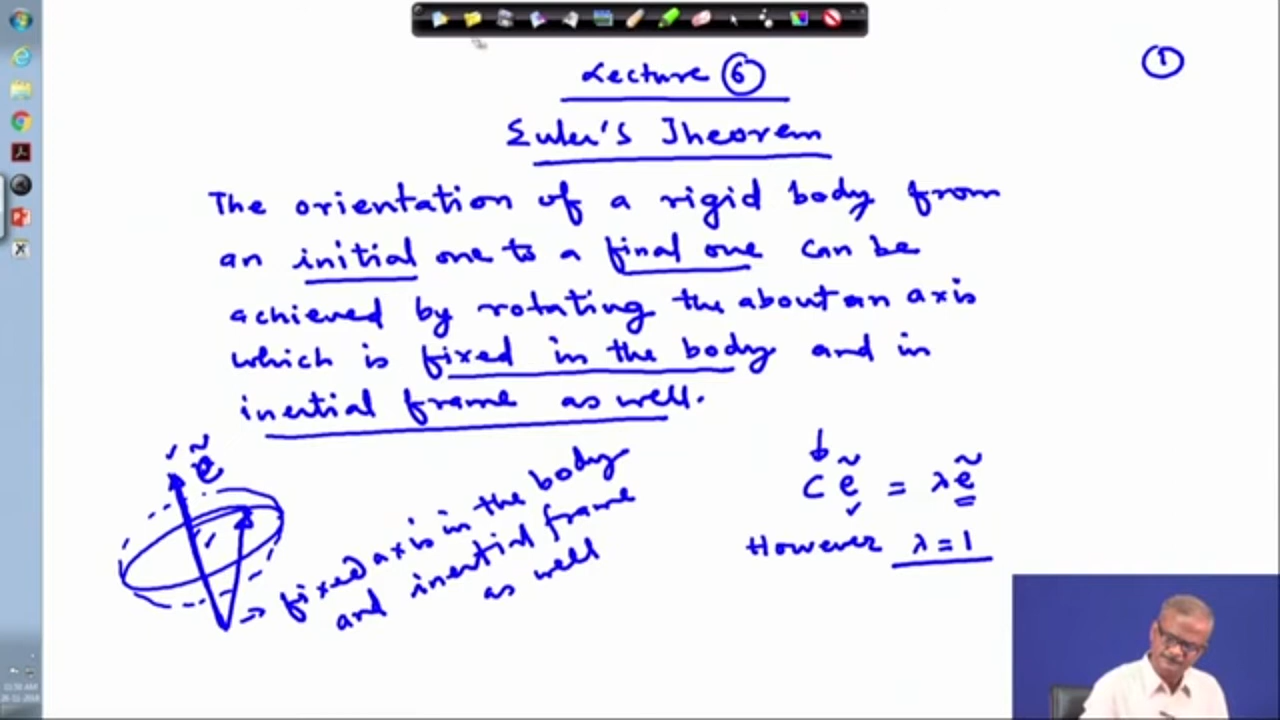 Lecture 6
1
Euler's Theorem
The orientation of a rigid body from
an initial one to a final one can be
achieved by rotating the about an axis
which is fixed in the body and in
inertial frame as well.
ẽ
fixed axis in the body
and inertial frame
as well
C ẽ = λ ẽ
However λ = 1